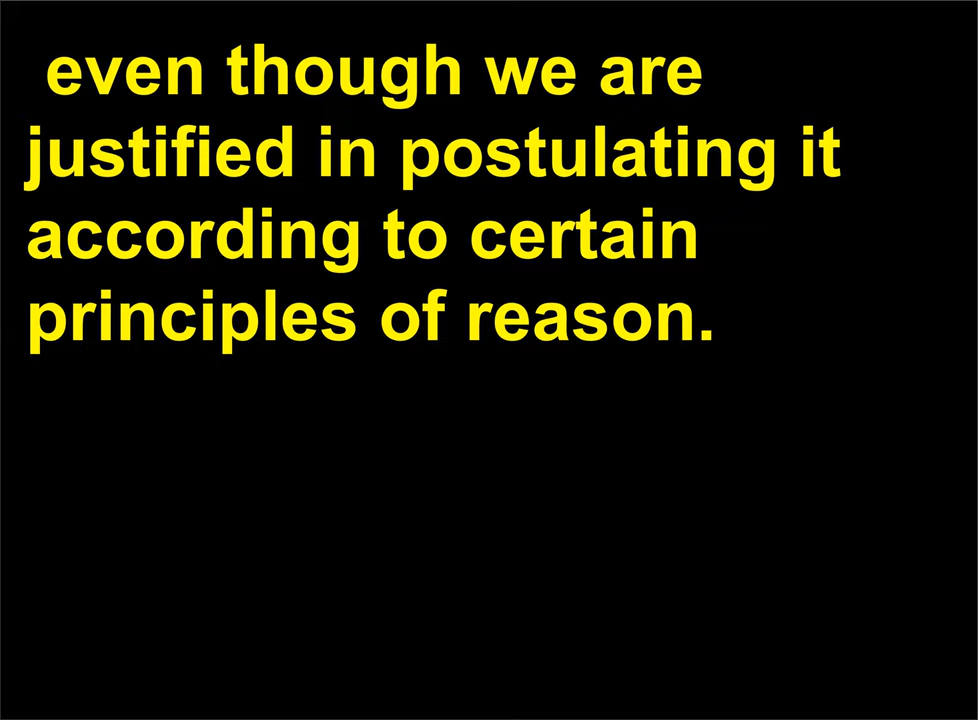 even though we are
justified in postulating it
according to certain
principles of reason.